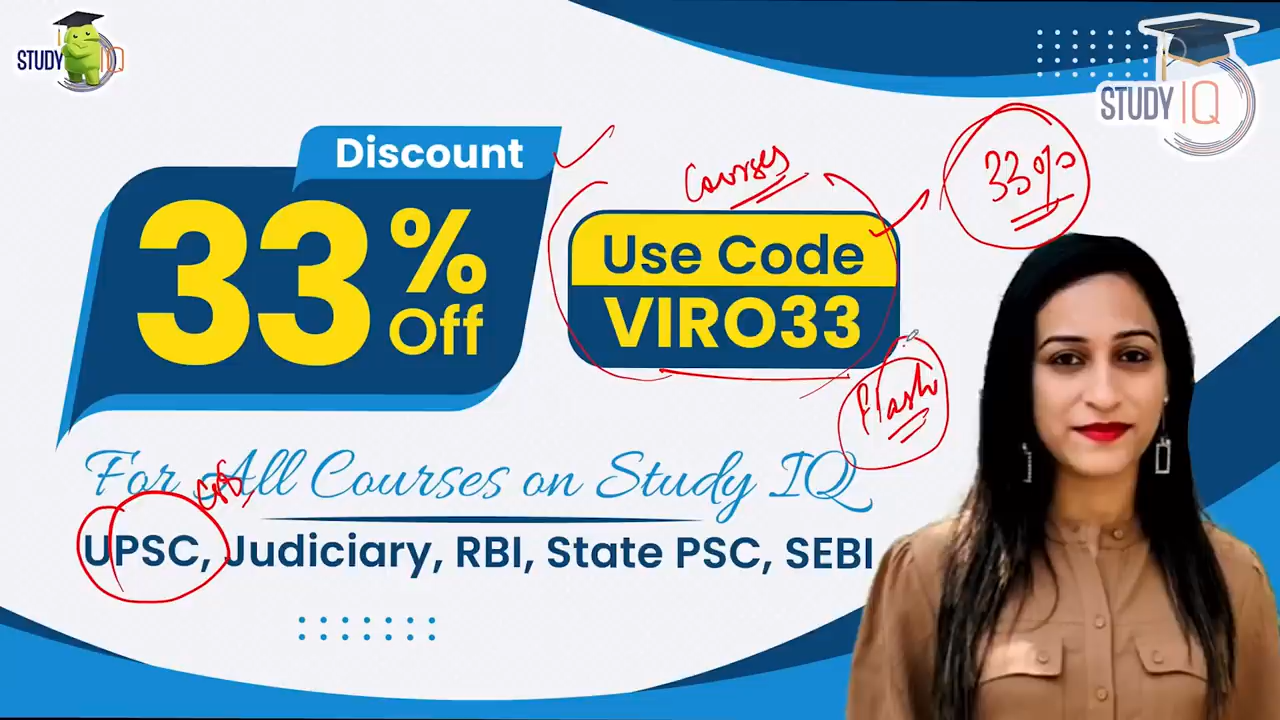 STUDY IQ
STUDY IQ
Discount
33% Off
Courses
33%
Use Code
VIRO33
For All Courses on Study IQ
UPSC, Judiciary, RBI, State PSC, SEBI